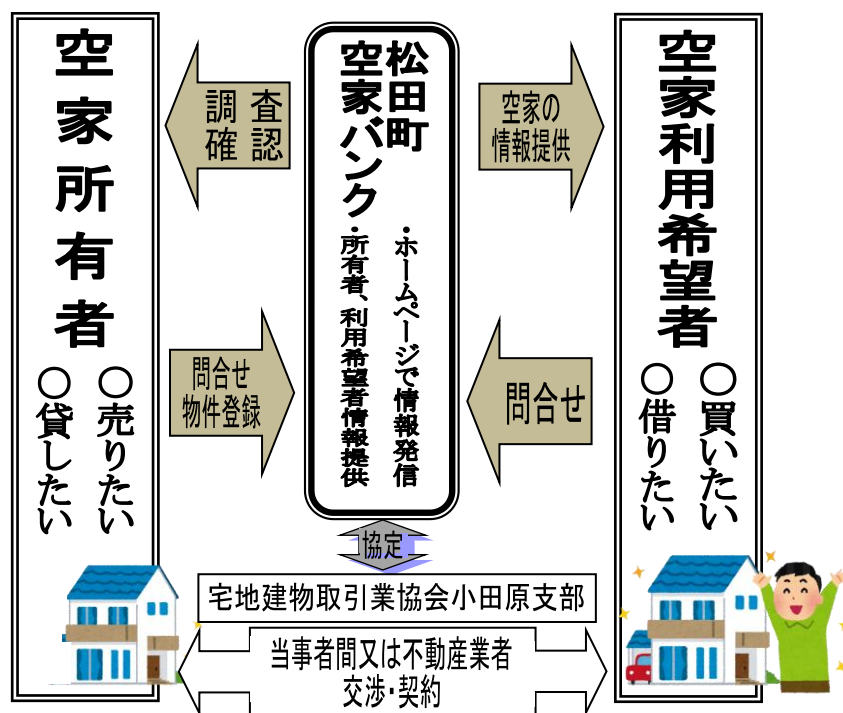 空家所有者
○売りたい
○貸したい
調査
確認
問合せ
物件登録
松田町
空家バンク
・ホームページで情報発信
・所有者、利用希望者情報提供
空家の
情報提供
問合せ
空家利用希望者
○買いたい
○借りたい
協定
宅地建物取引業協会小田原支部
当事者間又は不動産業者
交渉・契約